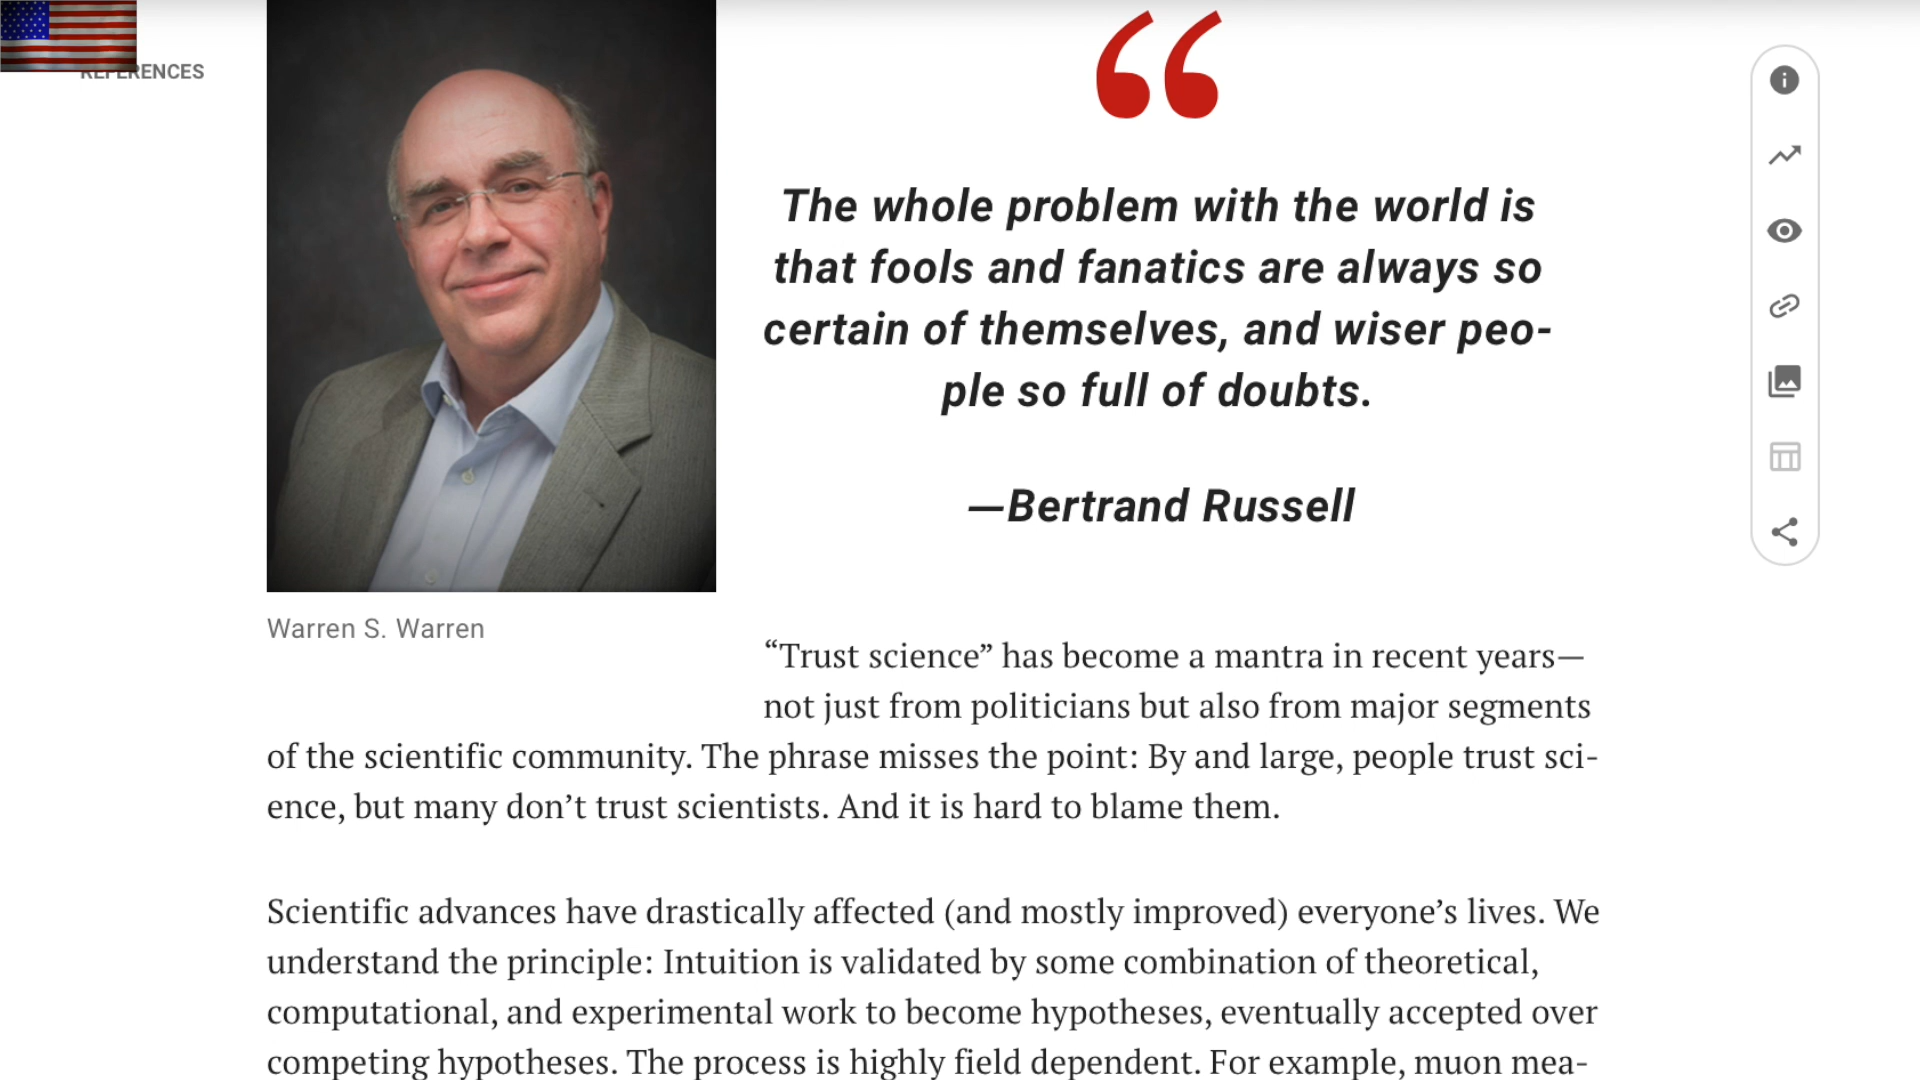 REFERENCES
The whole problem with the world is
that fools and fanatics are always so
certain of themselves, and wiser peo-
ple so full of doubts.
—Bertrand Russell
Warren S. Warren
“Trust science” has become a mantra in recent years—
not just from politicians but also from major segments
of the scientific community. The phrase misses the point: By and large, people trust sci-
ence, but many don’t trust scientists. And it is hard to blame them.
Scientific advances have drastically affected (and mostly improved) everyone’s lives. We
understand the principle: Intuition is validated by some combination of theoretical,
computational, and experimental work to become hypotheses, eventually accepted over
competing hypotheses. The process is highly field dependent. For example, muon mea-